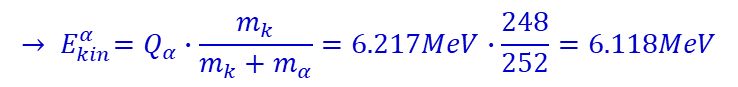 → E^α_kin = Q_α · m_k / (m_k + m_α) = 6.217MeV · 248/252 = 6.118MeV